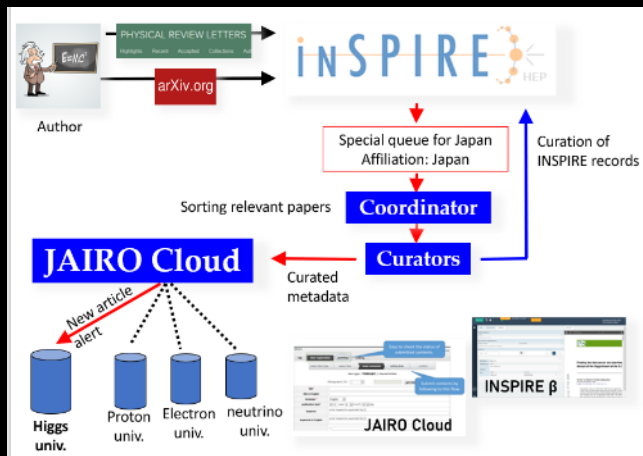 E=MC²
PHYSICAL REVIEW LETTERS
Highlights Recent Accepted Collections
arXiv.org
Author
iNSPIRE
HEP
Special queue for Japan
Affiliation: Japan
Curation of
INSPIRE records
Sorting relevant papers
Coordinator
Curators
JAIRO Cloud
Curated
metadata
New article
alert
Higgs
univ.
Proton
univ.
Electron
univ.
neutrino
univ.
JAIRO Cloud
INSPIRE β